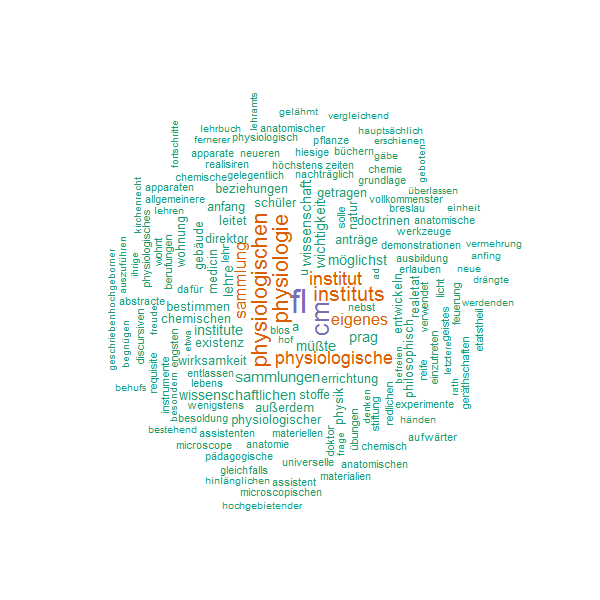 lehramts
gelähmt
vergleichend
fortschritte
lehrbuch
anatomischer
hauptsächlich
fernerer
physiologisch
pflanze
erschienen
apparate
neueren
hiesige
büchern
gäbe
geboten
realisiren
höchstens
zeiten
chemie
chemische
gelegentlich
nachträglich
grundlage
apparaten
beziehungen
wissenschaft
getragen
überlassen
vollkommenster
allgemeinere
schüler
wichtigkeit
natur
breslau
einheit
kirchenrecht
lehren
anfang
solle
doctrinen
anatomische
physiologisches
wohnung
leitet
werkzeuge
gebäude
direktor
anträge
demonstrationen
vermehrung
geschriebenhochgeborner
auszuführen
ihrige
wohnt
berufungen
medicin
lehr
lehre
sammlung
physiologischen
physiologie
u
möglichst
ausbildung
anfing
erlauben
neue
dafür
institut
ad
drängte
abstracte
chemischen
bestimmen
fl
cm
instituts
nebst
eigenes
entwickeln
realetat
verwendet
licht
feuerung
werdenden
begnügen
discursiven
freude
engsten
etwa
institute
existenz
blos
hof
a
müßte
prag
philosophisch
einzutreten
geistes
letztere
etatstheil
wirksamkeit
physiologische
behufs
requisite
instrumente
besondern
entlassen
lebens
sammlungen
errichtung
befreien
reife
rath
geräthschaften
wissenschaftlichen
stoffe
physik
wenigstens
außerdem
denken
stiftung
redlichen
experimente
besoldung
physiologischer
übungen
händen
bestehend
assistenten
materiellen
doktor
frage
aufwärter
microscope
anatomie
chemisch
pädagogische
gleichfalls
universelle
anatomischen
hinlänglichen
assistent
materialien
microscopischen
hochgebietender